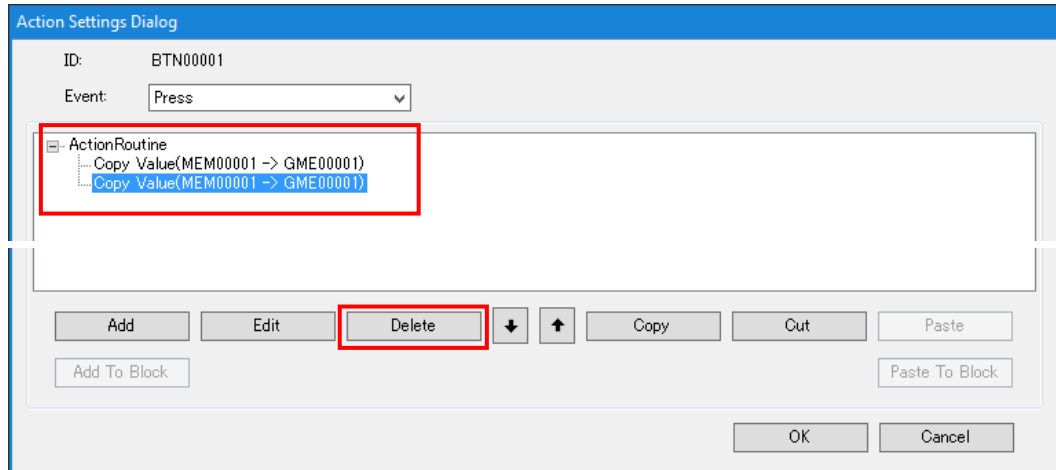 Action Settings Dialog
ID: BTN00001
Event: Press
ActionRoutine
Copy Value(MEM00001 -> GME00001)
Copy Value(MEM00001 -> GME00001)
Add Edit Delete Copy Cut Paste
Add To Block Paste To Block
OK Cancel